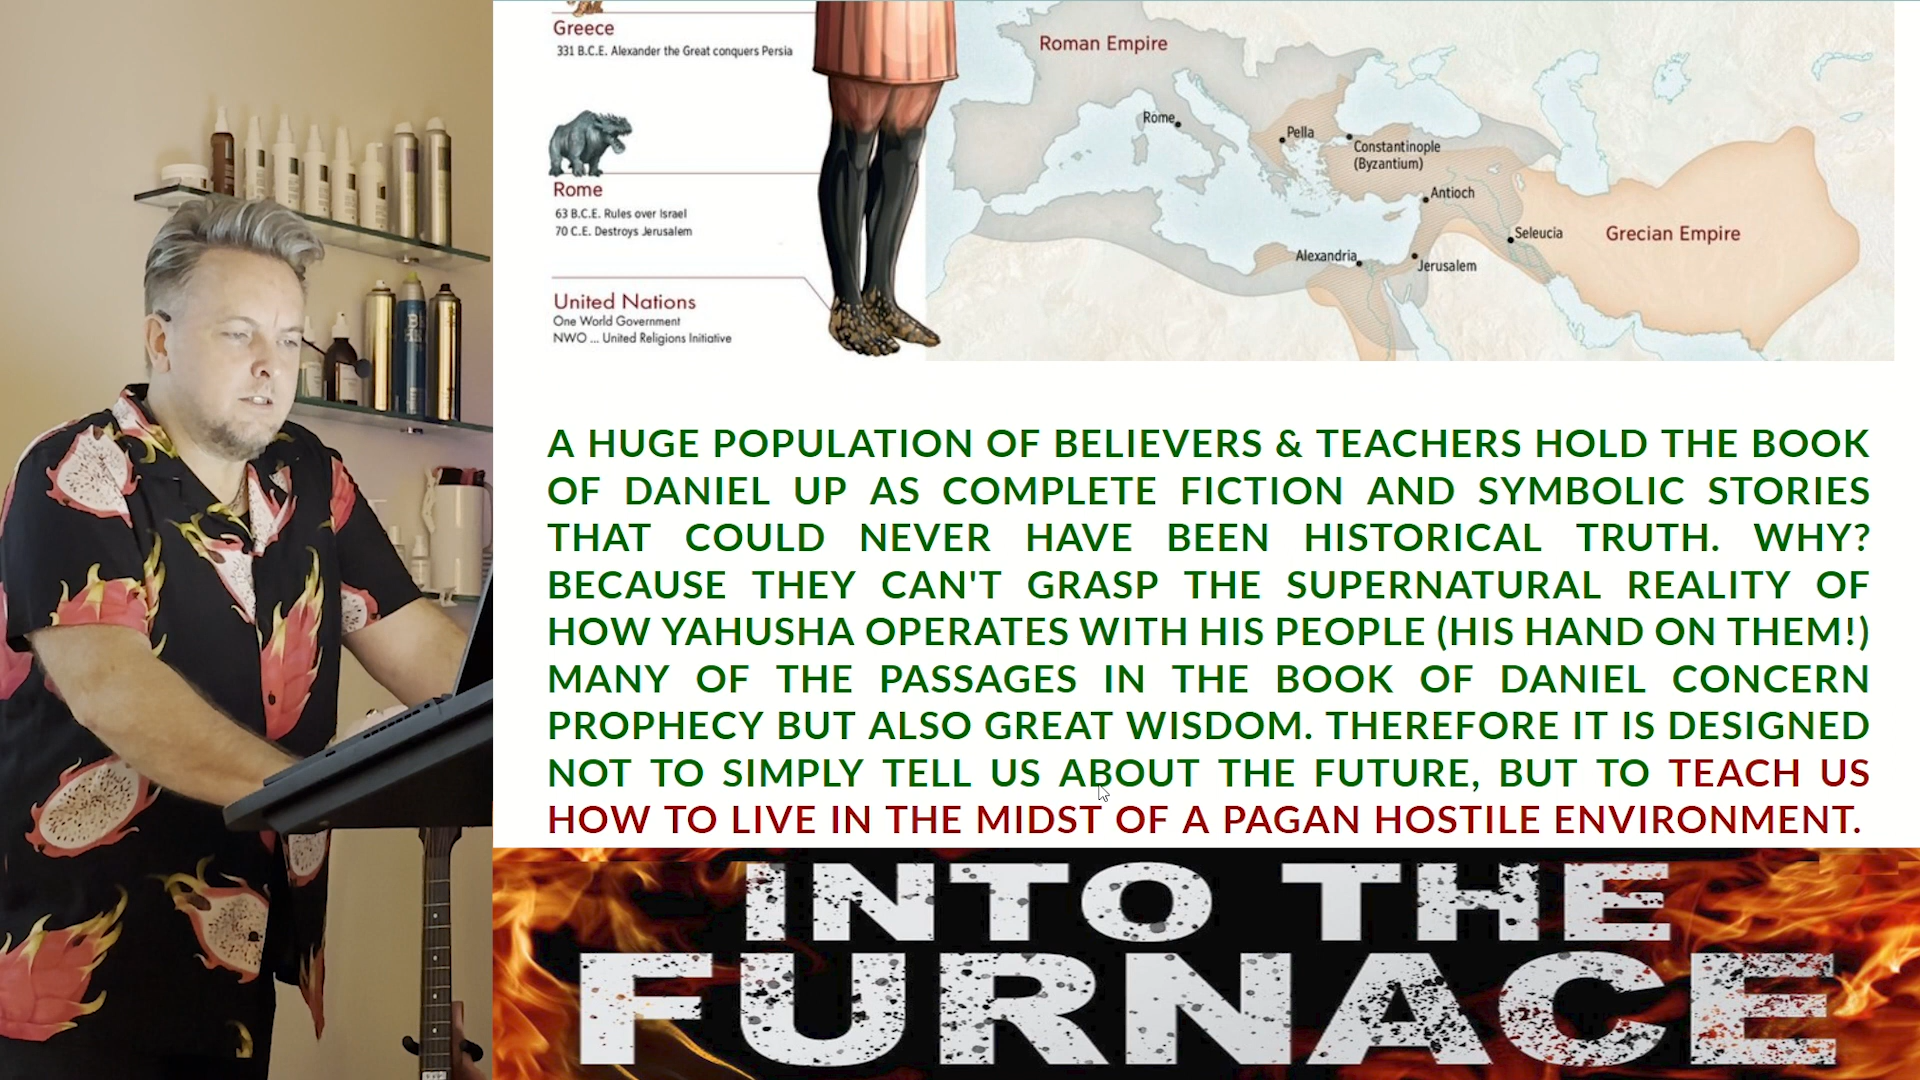 Greece
331 B.C.E. Alexander the Great conquers Persia
Rome
63 B.C.E. Rules over Israel
70 C.E. Destroys Jerusalem
United Nations
One World Government
NWO ... United Religions Initiative
Roman Empire
Rome
Pella
Constantinople
(Byzantium)
Antioch
Seleucia
Grecian Empire
Alexandria
Jerusalem
A HUGE POPULATION OF BELIEVERS & TEACHERS HOLD THE BOOK
OF DANIEL UP AS COMPLETE FICTION AND SYMBOLIC STORIES
THAT COULD NEVER HAVE BEEN HISTORICAL TRUTH. WHY?
BECAUSE THEY CAN'T GRASP THE SUPERNATURAL REALITY OF
HOW YAHUSHA OPERATES WITH HIS PEOPLE (HIS HAND ON THEM!)
MANY OF THE PASSAGES IN THE BOOK OF DANIEL CONCERN
PROPHECY BUT ALSO GREAT WISDOM. THEREFORE IT IS DESIGNED
NOT TO SIMPLY TELL US ABOUT THE FUTURE, BUT TO TEACH US
HOW TO LIVE IN THE MIDST OF A PAGAN HOSTILE ENVIRONMENT.
INTO THE
FURNACE